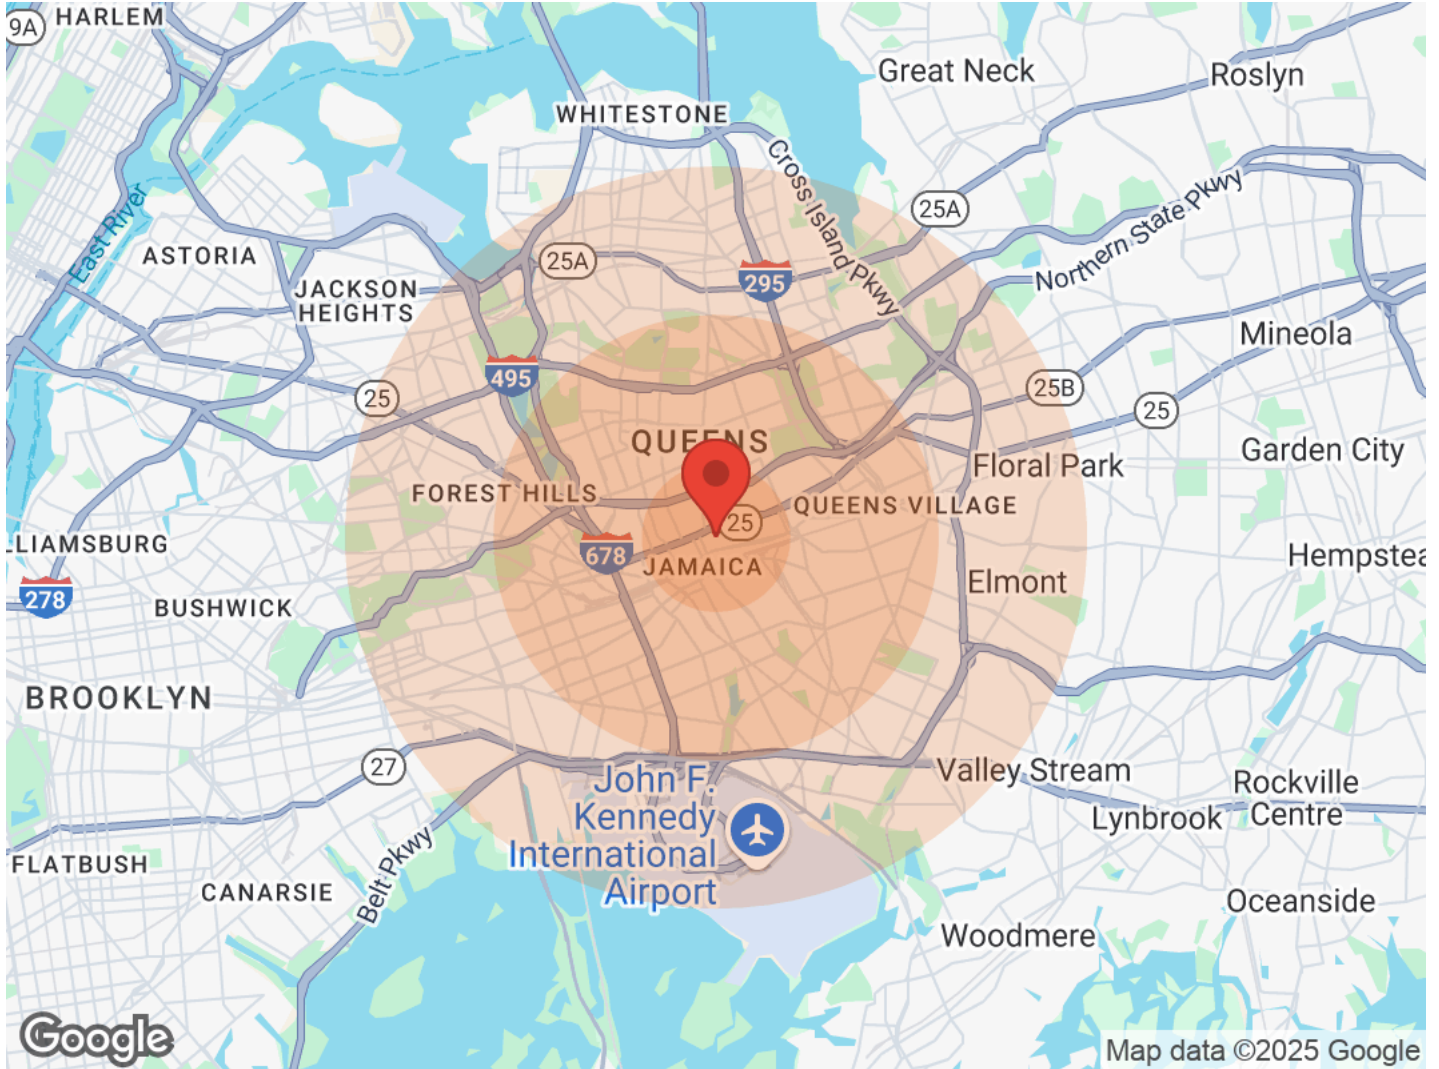 9A
HARLEM
Great Neck
Roslyn
WHITESTONE
Cross Island Pkwy
25A
Northern State Pkwy
East River
ASTORIA
25A
295
JACKSON
HEIGHTS
Mineola
495
25
25B
25
QUEENS
Garden City
Floral Park
FOREST HILLS
QUEENS VILLAGE
25
LLIAMSBURG
678
JAMAICA
Hempstea
Elmont
278
BUSHWICK
BROOKLYN
27
John F.
Kennedy
International
Airport
Valley Stream
Rockville
Centre
Lynbrook
FLATBUSH
Belt Pkwy
CANARSIE
Oceanside
Woodmere
Google
Map data ©2025 Google